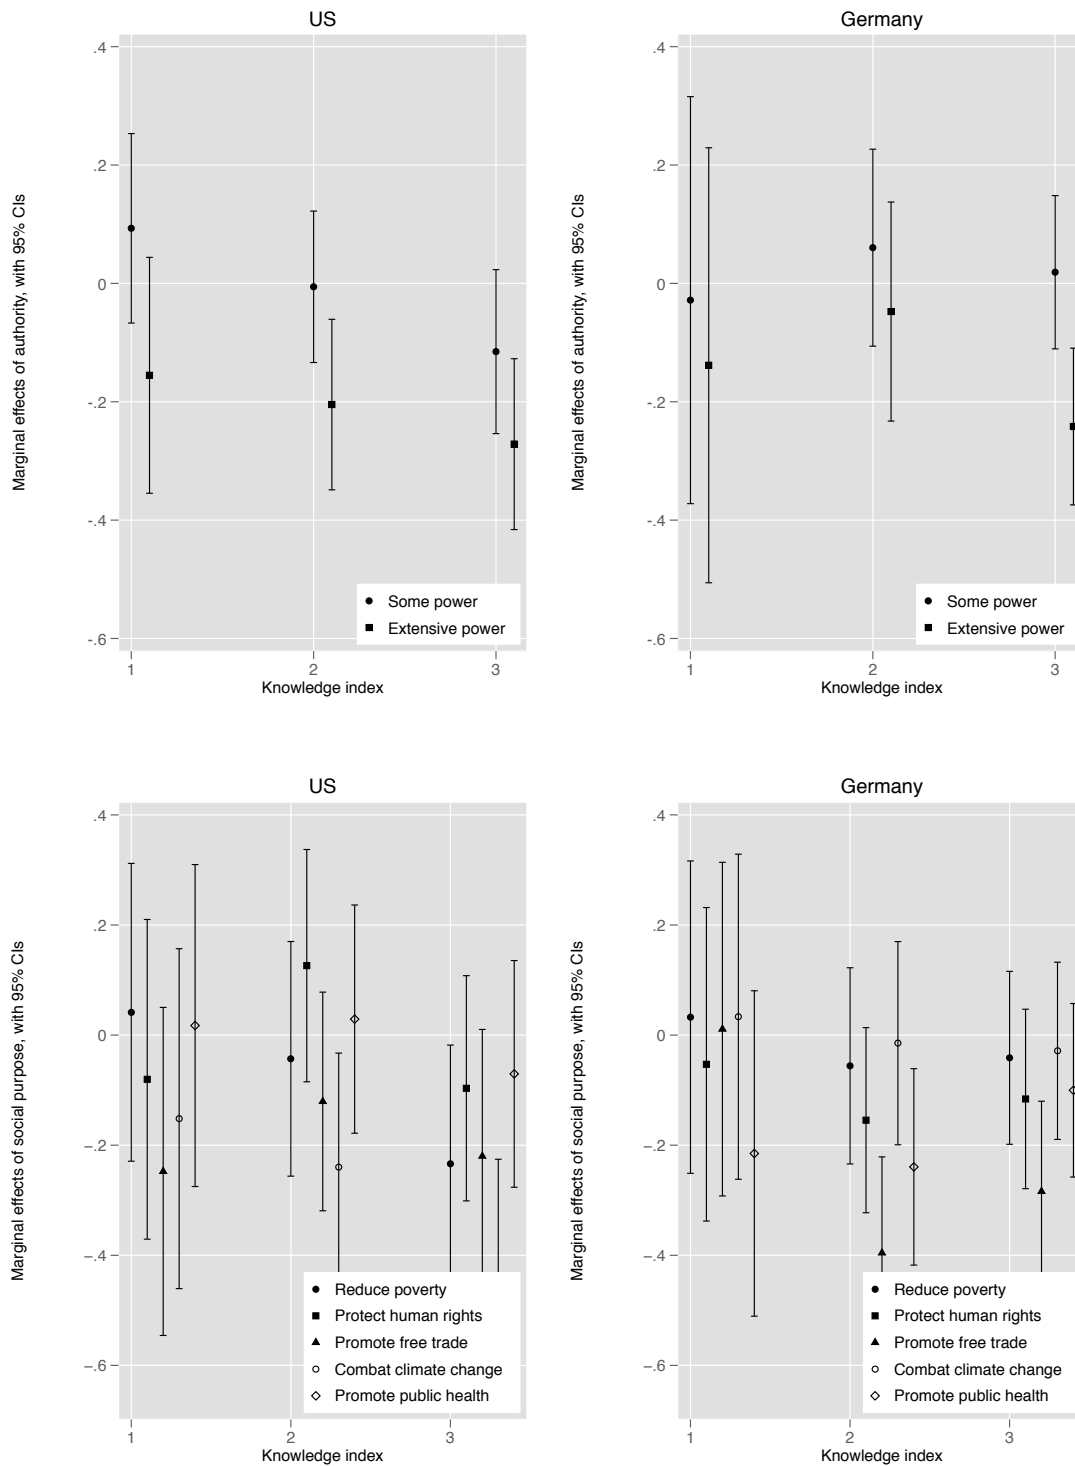 US
Marginal effects of authority, with 95% CIs
.4
.2
0
-.2
-.4
-.6
Some power
Extensive power
1 2 3
Knowledge index
Germany
Marginal effects of authority, with 95% CIs
.4
.2
0
-.2
-.4
-.6
Some power
Extensive power
1 2 3
Knowledge index
US
Marginal effects of social purpose, with 95% CIs
.4
.2
0
-.2
-.4
-.6
Reduce poverty
Protect human rights
Promote free trade
Combat climate change
Promote public health
1 2 3
Knowledge index
Germany
Marginal effects of social purpose, with 95% CIs
.4
.2
0
-.2
-.4
-.6
Reduce poverty
Protect human rights
Promote free trade
Combat climate change
Promote public health
1 2 3
Knowledge index